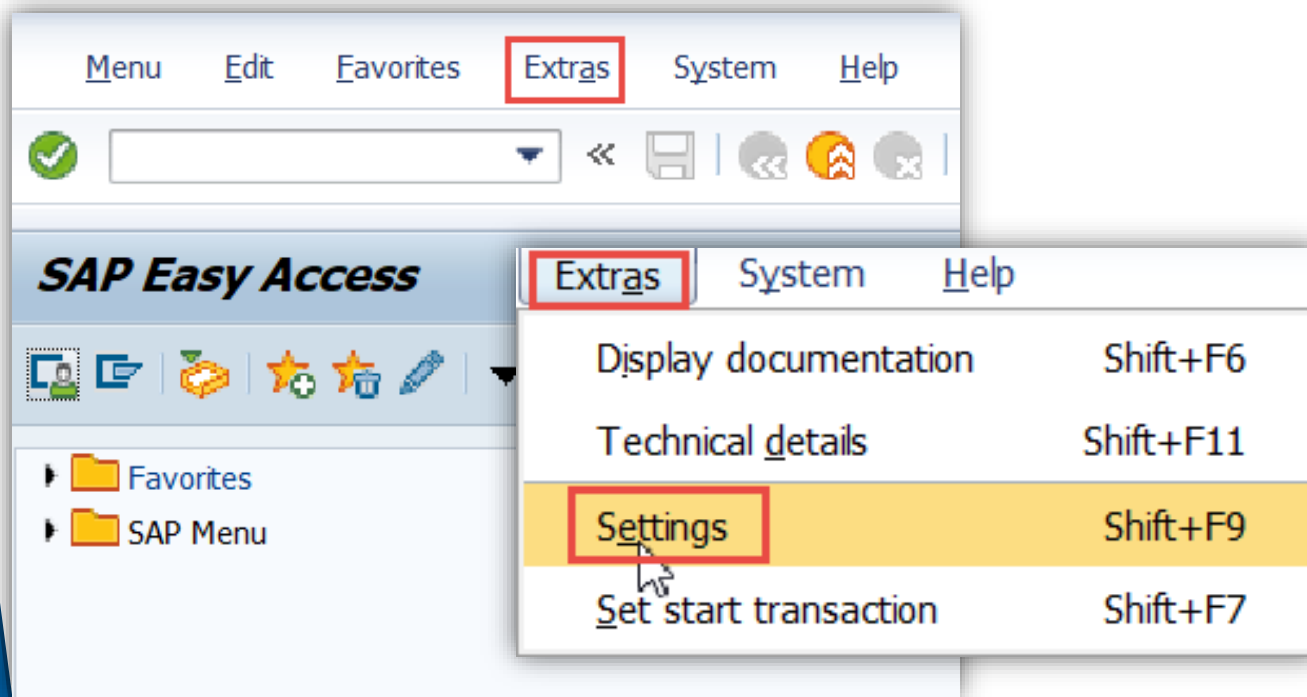 Menu Edit Favorites Extras System Help
SAP Easy Access
Favorites
SAP Menu
Extras System Help
Display documentation Shift+F6
Technical details Shift+F11
Settings Shift+F9
Set start transaction Shift+F7